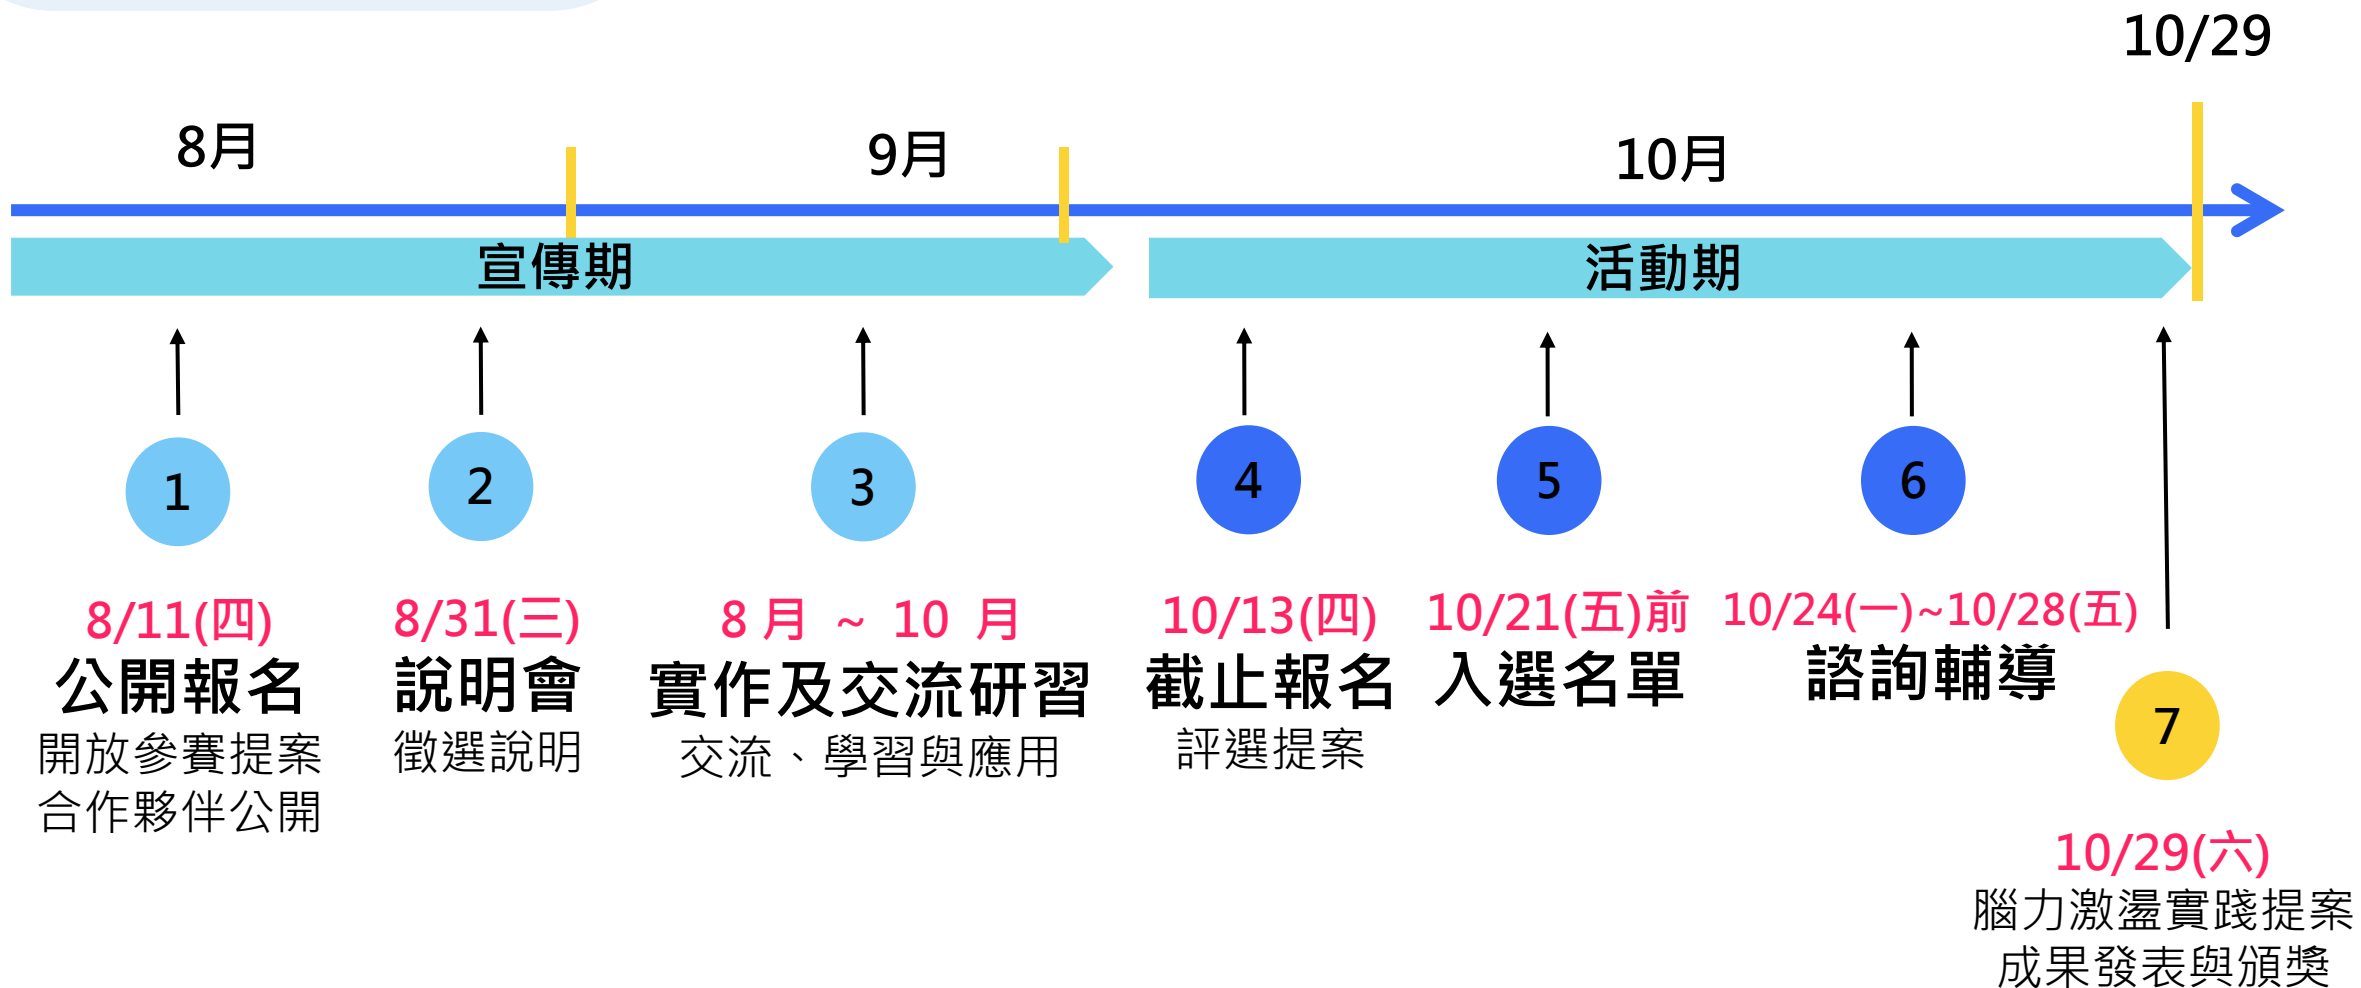 10/29
8月
9月
10月
宣傳期
活動期
1
2
3
4
5
6
8/11(四)
公開報名
開放參賽提案
合作夥伴公開
8/31(三)
說明會
徵選說明
8 月 ~ 10 月
實作及交流研習
交流、學習與應用
10/13(四)
截止報名
評選提案
10/21(五)前
入選名單
10/24(一)~10/28(五)
諮詢輔導
7
10/29(六)
腦力激盪實踐提案
成果發表與頒獎